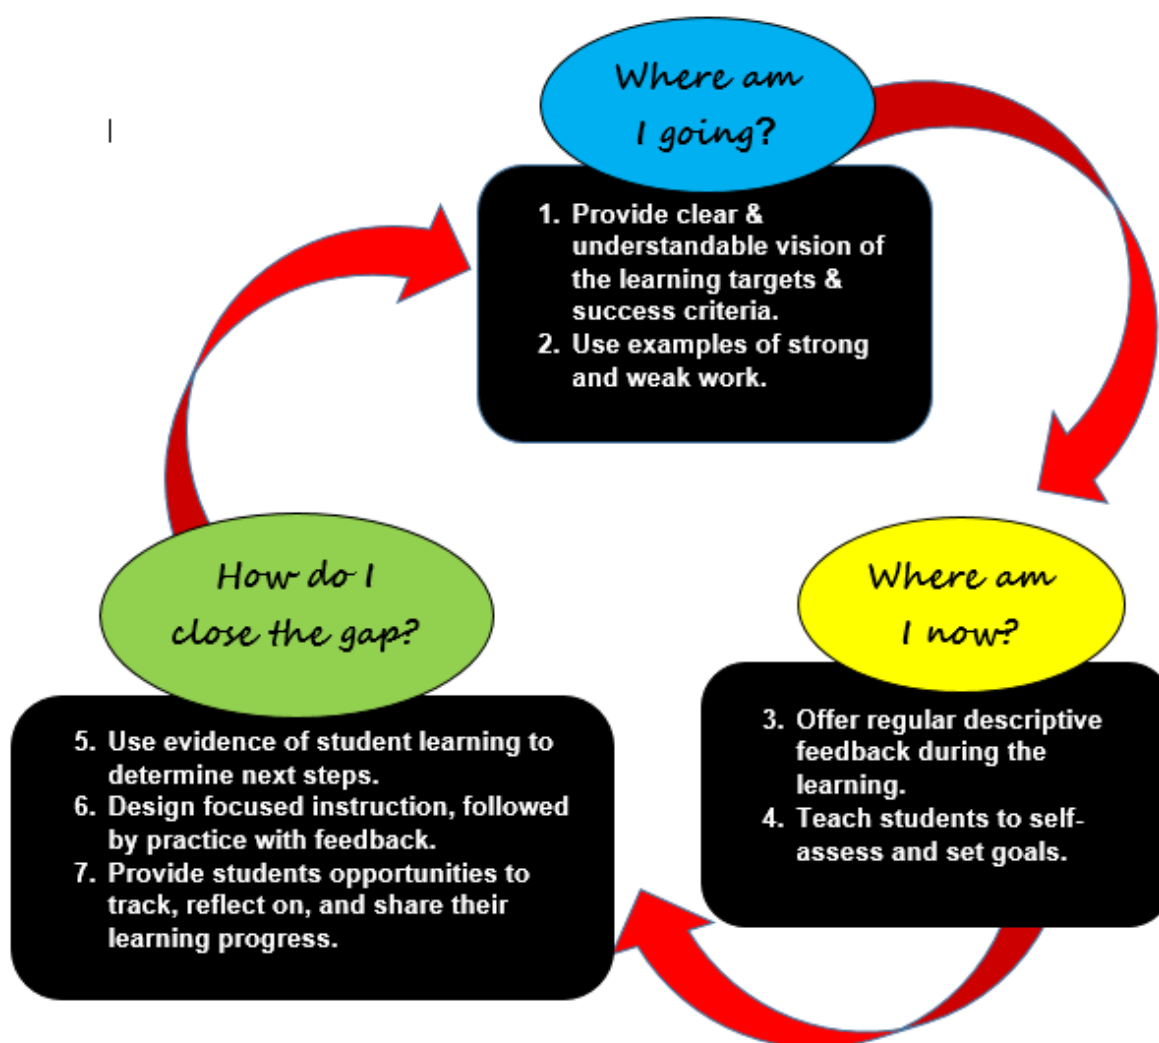 Where am
I going?
1. Provide clear &
understandable vision of
the learning targets &
success criteria.
2. Use examples of strong
and weak work.
Where am
I now?
3. Offer regular descriptive
feedback during the
learning.
4. Teach students to self-
assess and set goals.
How do I
close the gap?
5. Use evidence of student learning to
determine next steps.
6. Design focused instruction, followed
by practice with feedback.
7. Provide students opportunities to
track, reflect on, and share their
learning progress.